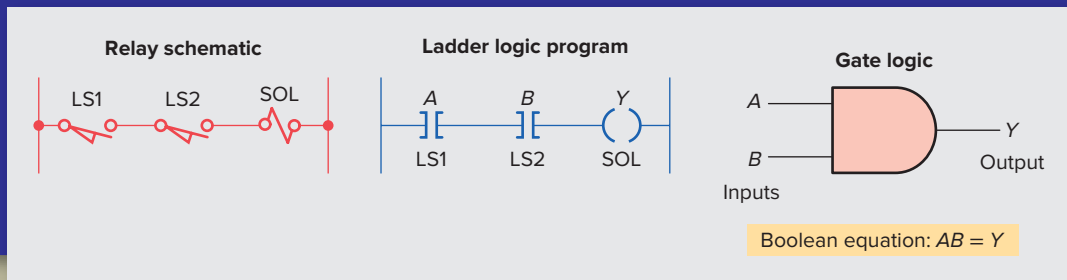 Relay schematic
LS1 LS2 SOL
Ladder logic program
A B Y
LS1 LS2 SOL
Gate logic
A
B
Inputs
Y
Output
Boolean equation: AB = Y